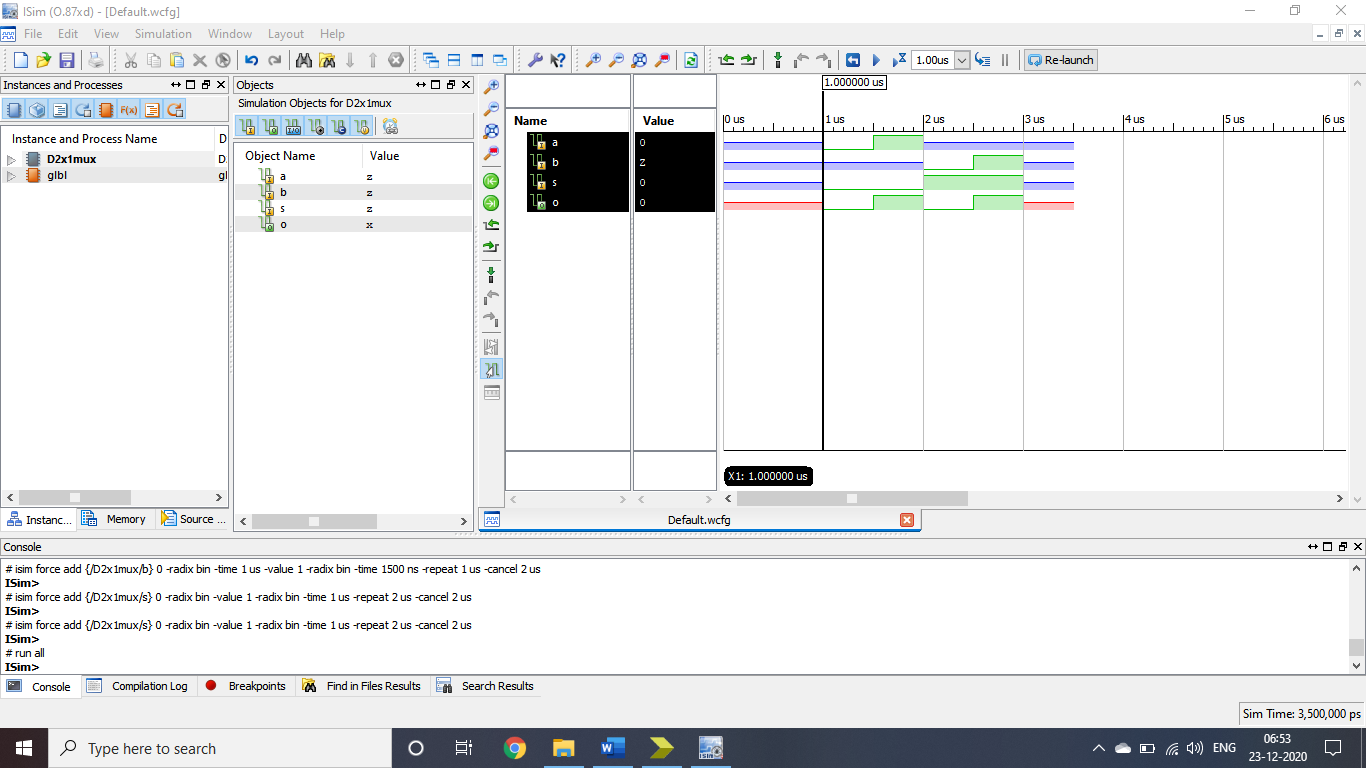 ISim (O.87xd) - [Default.wcfg]
File Edit View Simulation Window Layout Help
1.00us Re-launch
Instances and Processes
Instance and Process Name D
D2x1mux D.
glbl gl
Instanc... Memory Source ...
Objects
Simulation Objects for D2x1mux
Object Name Value
a z
b z
s z
o x
Name Value
a 0
b z
s 0
o 0
1.000000 us
0 us 1 us 2 us 3 us 4 us 5 us 6 us
X1: 1.000000 us
Default.wcfg
Console
# isim force add {/D2x1mux/b} 0 -radix bin -time 1 us -value 1 -radix bin -time 1500 ns -repeat 1 us -cancel 2 us
ISim>
# isim force add {/D2x1mux/s} 0 -radix bin -value 1 -radix bin -time 1 us -repeat 2 us -cancel 2 us
ISim>
# isim force add {/D2x1mux/s} 0 -radix bin -value 1 -radix bin -time 1 us -repeat 2 us -cancel 2 us
ISim>
# run all
ISim>
Console Compilation Log Breakpoints Find in Files Results Search Results
Sim Time: 3,500,000 ps
Type here to search
ENG
06:53
23-12-2020